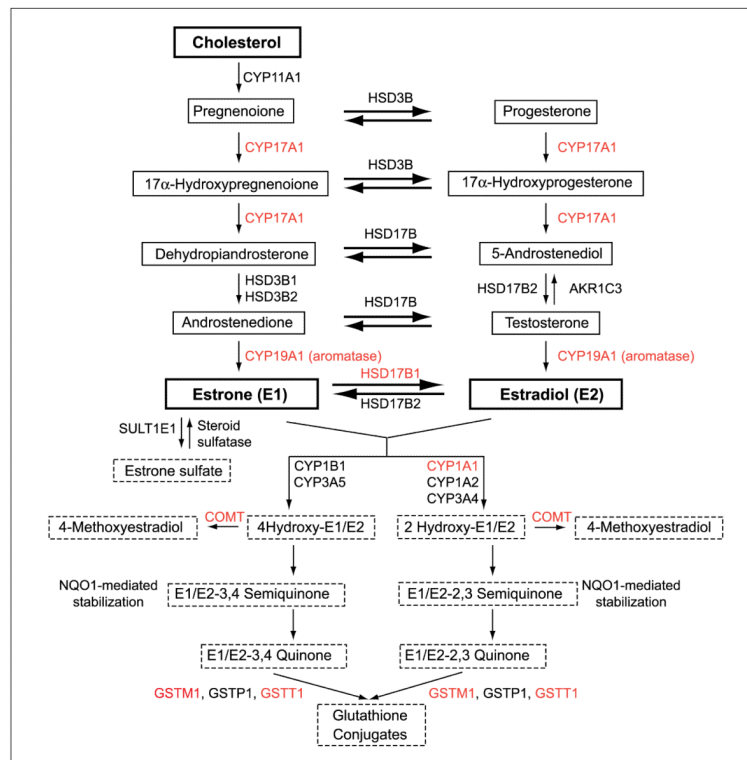 Cholesterol
CYP11A1
HSD3B
Pregnenoione
Progesterone
CYP17A1
CYP17A1
HSD3B
17α-Hydroxypregnenoione
17α-Hydroxyprogesterone
CYP17A1
CYP17A1
HSD17B
Dehydropiandrosterone
5-Androstenediol
HSD3B1
HSD3B2
HSD17B2
AKR1C3
HSD17B
Androstenedione
Testosterone
CYP19A1 (aromatase)
CYP19A1 (aromatase)
HSD17B1
Estrone (E1)
Estradiol (E2)
HSD17B2
SULT1E1
Steroid
sulfatase
Estrone sulfate
CYP1B1
CYP3A5
CYP1A1
CYP1A2
CYP3A4
4-Methoxyestradiol
COMT
4Hydroxy-E1/E2
2 Hydroxy-E1/E2
COMT
4-Methoxyestradiol
NQO1-mediated
stabilization
E1/E2-3,4 Semiquinone
E1/E2-2,3 Semiquinone
NQO1-mediated
stabilization
E1/E2-3,4 Quinone
E1/E2-2,3 Quinone
GSTM1, GSTP1, GSTT1
GSTM1, GSTP1, GSTT1
Glutathione
Conjugates